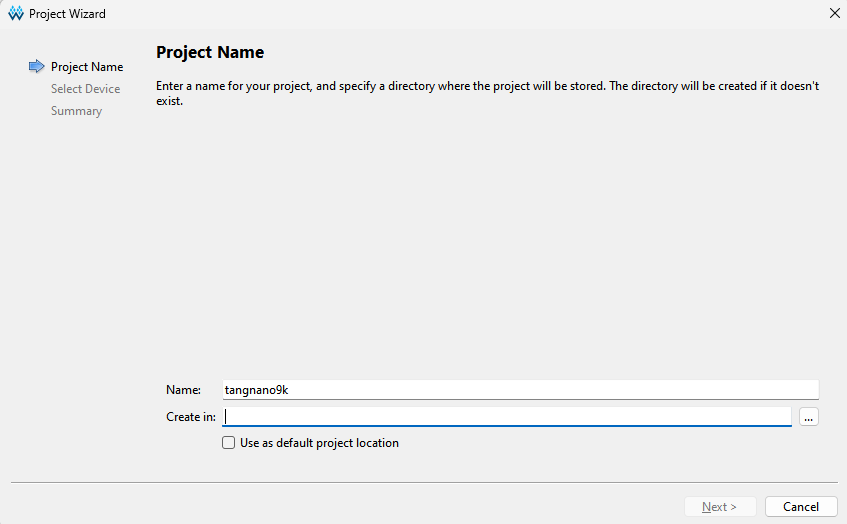 Project Wizard
Project Name
Select Device
Summary
Project Name
Enter a name for your project, and specify a directory where the project will be stored. The directory will be created if it doesn't
exist.
Name: tangnano9k
Create in: ...
Use as default project location
Next > Cancel